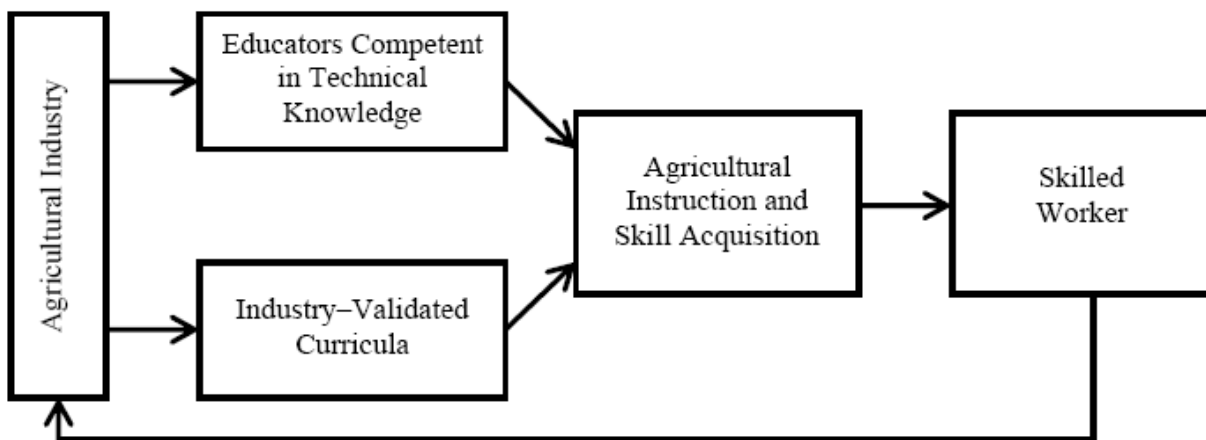 Agricultural Industry
Educators Competent
in Technical
Knowledge
Industry–Validated
Curricula
Agricultural
Instruction and
Skill Acquisition
Skilled
Worker